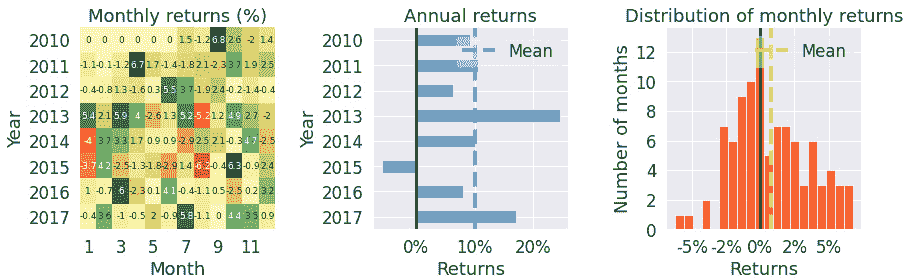 Monthly returns (%)
Year
2010 0 0 0 0 0 0 1.5 -1.2 6.8 2.6 -2 1.4
2011 -1.1 0.1 -1.2 6.7 1.7 -1.4 -1.8 2.1 -2.3 3.7 1.9 2.5
2012 -0.4 -0.8 1.3 -1.6 0.3 5.5 3.7 -1.9 2.4 -0.2 -1.4 -0.4
2013 5.4 2.1 5.9 4 -2.6 1.3 5.2 -5.2 1.2 4.9 2.7 -2
2014 -4 3.7 3.3 1.7 0.9 0.9 -2.9 2.5 2.1 -0.3 4.7 -2.5
2015 -3.7 4.2 -2.5 -1.3 -1.8 -2.9 1.4 -6.2 -0.4 6.3 -0.9 2.4
2016 1 -0.7 6 -2.3 0.1 4.1 -0.4 -1.1 0.5 -2.5 0.2 3.2
2017 -0.4 3.6 -1 -0.5 2 -0.9 5.8 -1.1 0 4.4 3.5 0.9
1 3 5 7 9 11
Month
Annual returns
Year
2010
Mean
2011
2012
2013
2014
2015
2016
2017
0% 10% 20%
Returns
Distribution of monthly returns
Number of months
Mean
12
10
8
6
4
2
0
-5% -2% 0% 2% 5%
Returns